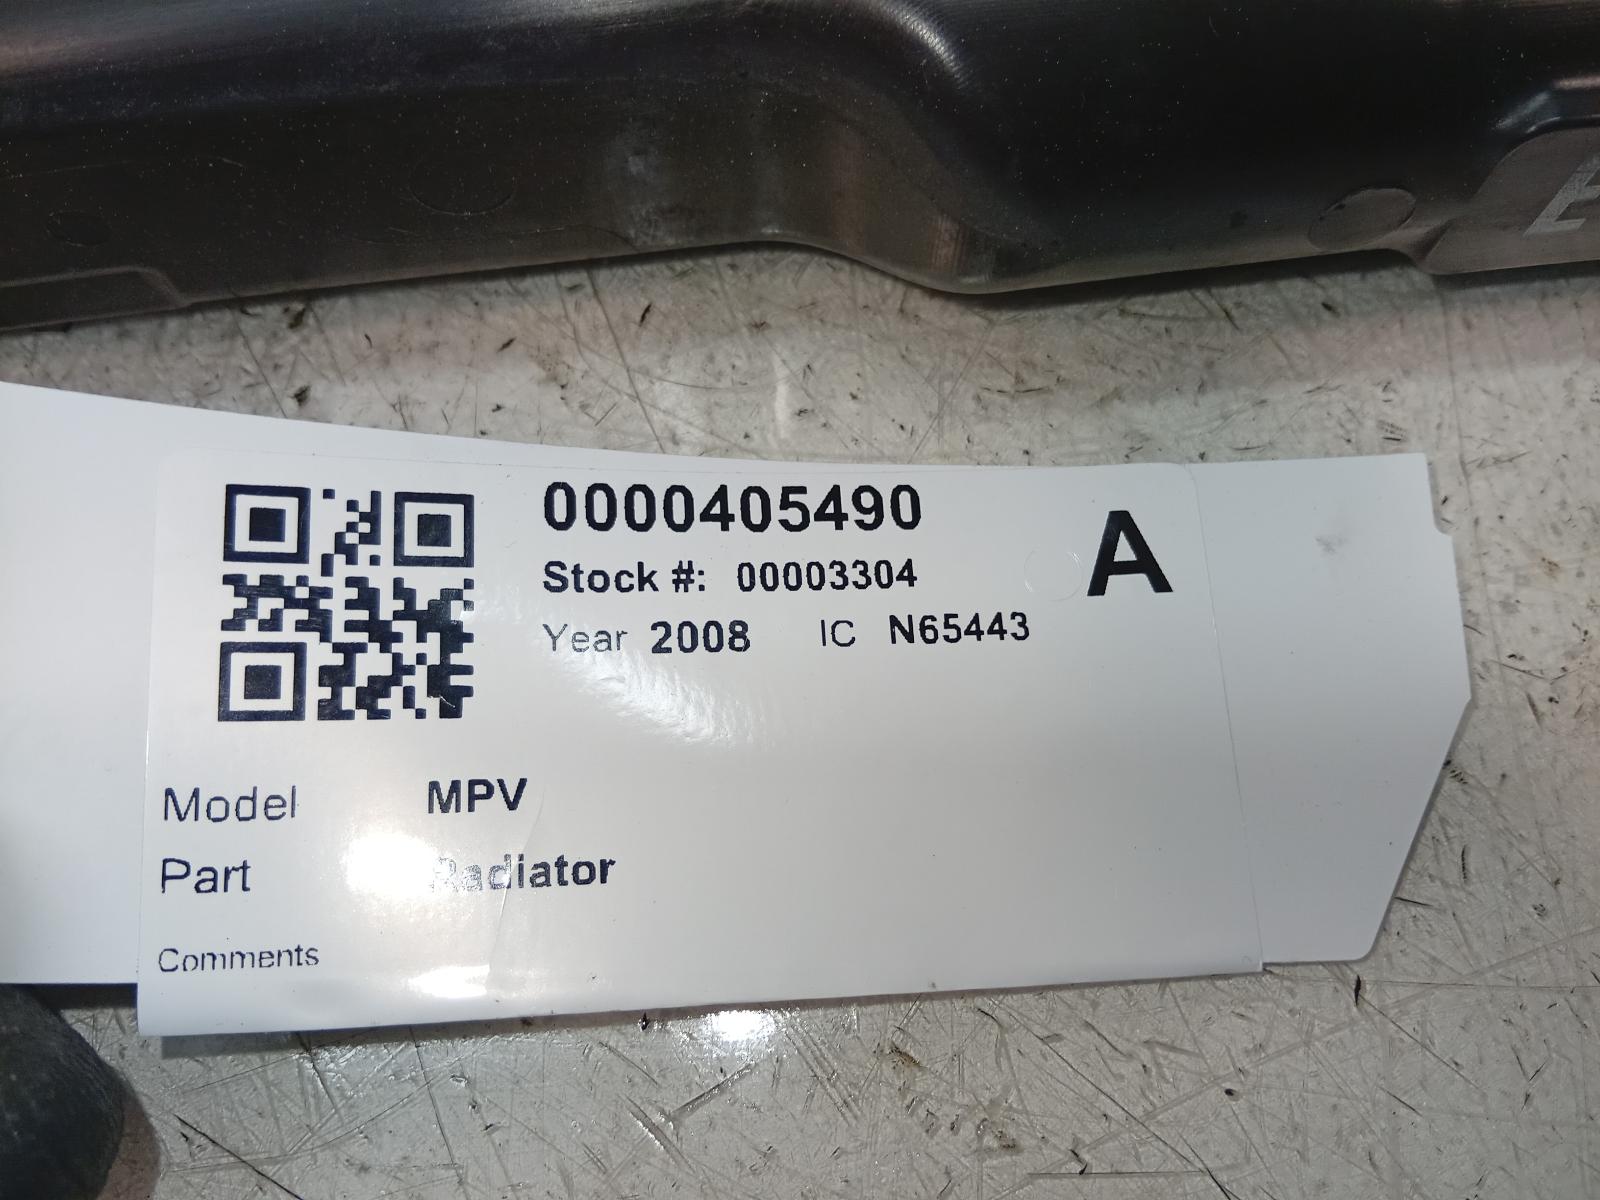 0000405490
A
Stock #: 00003304
Year 2008 IC N65443
Model MPV
Part Radiator
Comments